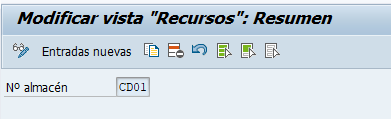 Modificar vista "Recursos": Resumen
Entradas nuevas
Nº almacén CD01